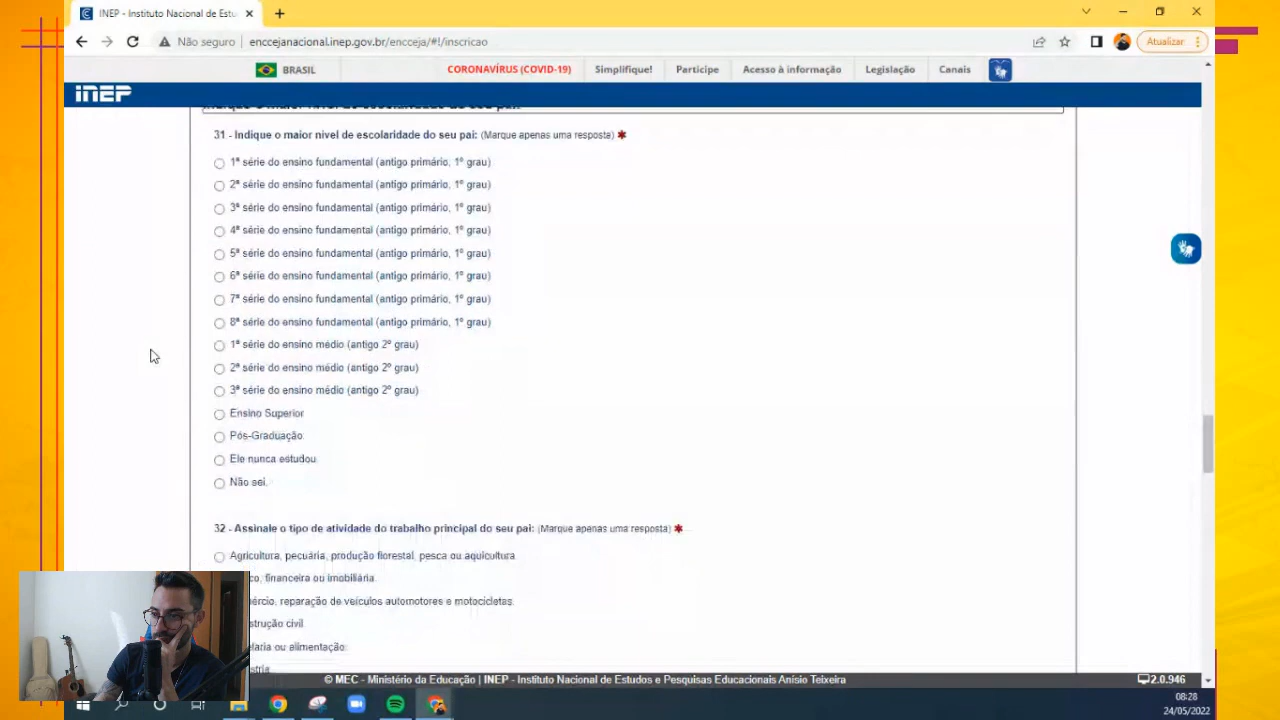 INEP - Instituto Nacional de Estu
Não seguro
enccejanacional.inep.gov.br/encceja/#!/inscricao
Atualizar
BRASIL
CORONAVÍRUS (COVID-19)
Simplifique!
Participe
Acesso à informação
Legislação
Canais
INEP
31 - Indique o maior nível de escolaridade do seu pai: (Marque apenas uma resposta) *
1ª série do ensino fundamental (antigo primário, 1º grau)
2ª série do ensino fundamental (antigo primário, 1º grau)
3ª série do ensino fundamental (antigo primário, 1º grau)
4ª série do ensino fundamental (antigo primário, 1º grau)
5ª série do ensino fundamental (antigo primário, 1º grau)
6ª série do ensino fundamental (antigo primário, 1º grau)
7ª série do ensino fundamental (antigo primário, 1º grau)
8ª série do ensino fundamental (antigo primário, 1º grau)
1ª série do ensino médio (antigo 2º grau)
2ª série do ensino médio (antigo 2º grau)
3ª série do ensino médio (antigo 2º grau)
Ensino Superior
Pós-Graduação
Ele nunca estudou
Não sei.
32 - Assinale o tipo de atividade do trabalho principal do seu pai: (Marque apenas uma resposta) *
Agricultura, pecuária, produção florestal, pesca ou aquicultura.
financeira ou imobiliária.
reparação de veículos automotores e motocicletas.
civil
ou alimentação.
© MEC - Ministério da Educação | INEP - Instituto Nacional de Estudos e Pesquisas Educacionais Anísio Teixeira
2.0.946
08:28
24/05/2022